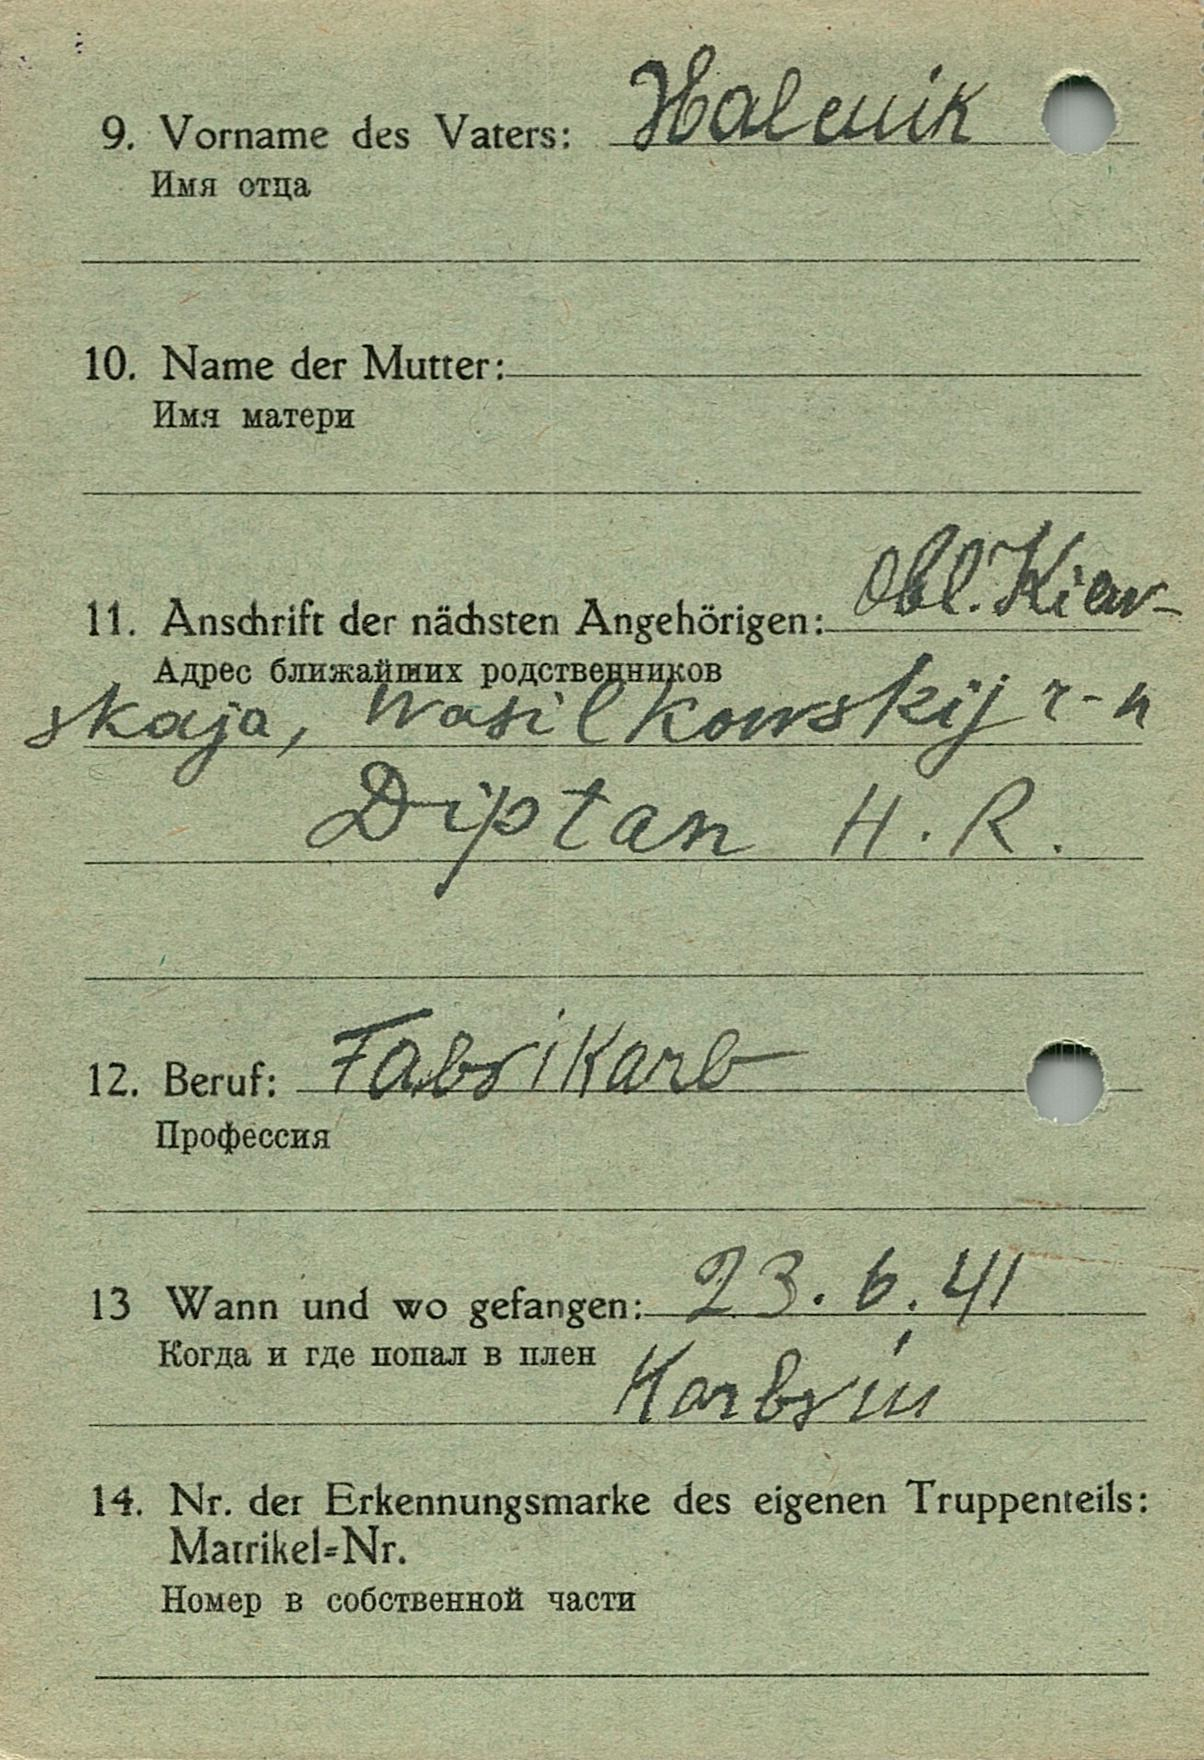 9. Vorname des Vaters: Halenik
Имя отца
10. Name der Mutter:
Имя матери
11. Anschrift der nächsten Angehörigen: Obl. Kiew-
Адрес ближайших родственников
skaja, Wasilkowskij r-n
Diptan H. R.
12. Beruf: Fabrikarb
Профессия
13 Wann und wo gefangen: 23. 6. 41
Когда и где попал в плен
14. Nr. der Erkennungsmarke des eigenen Truppenteils:
Matrikel=Nr.
Номер в собственной части